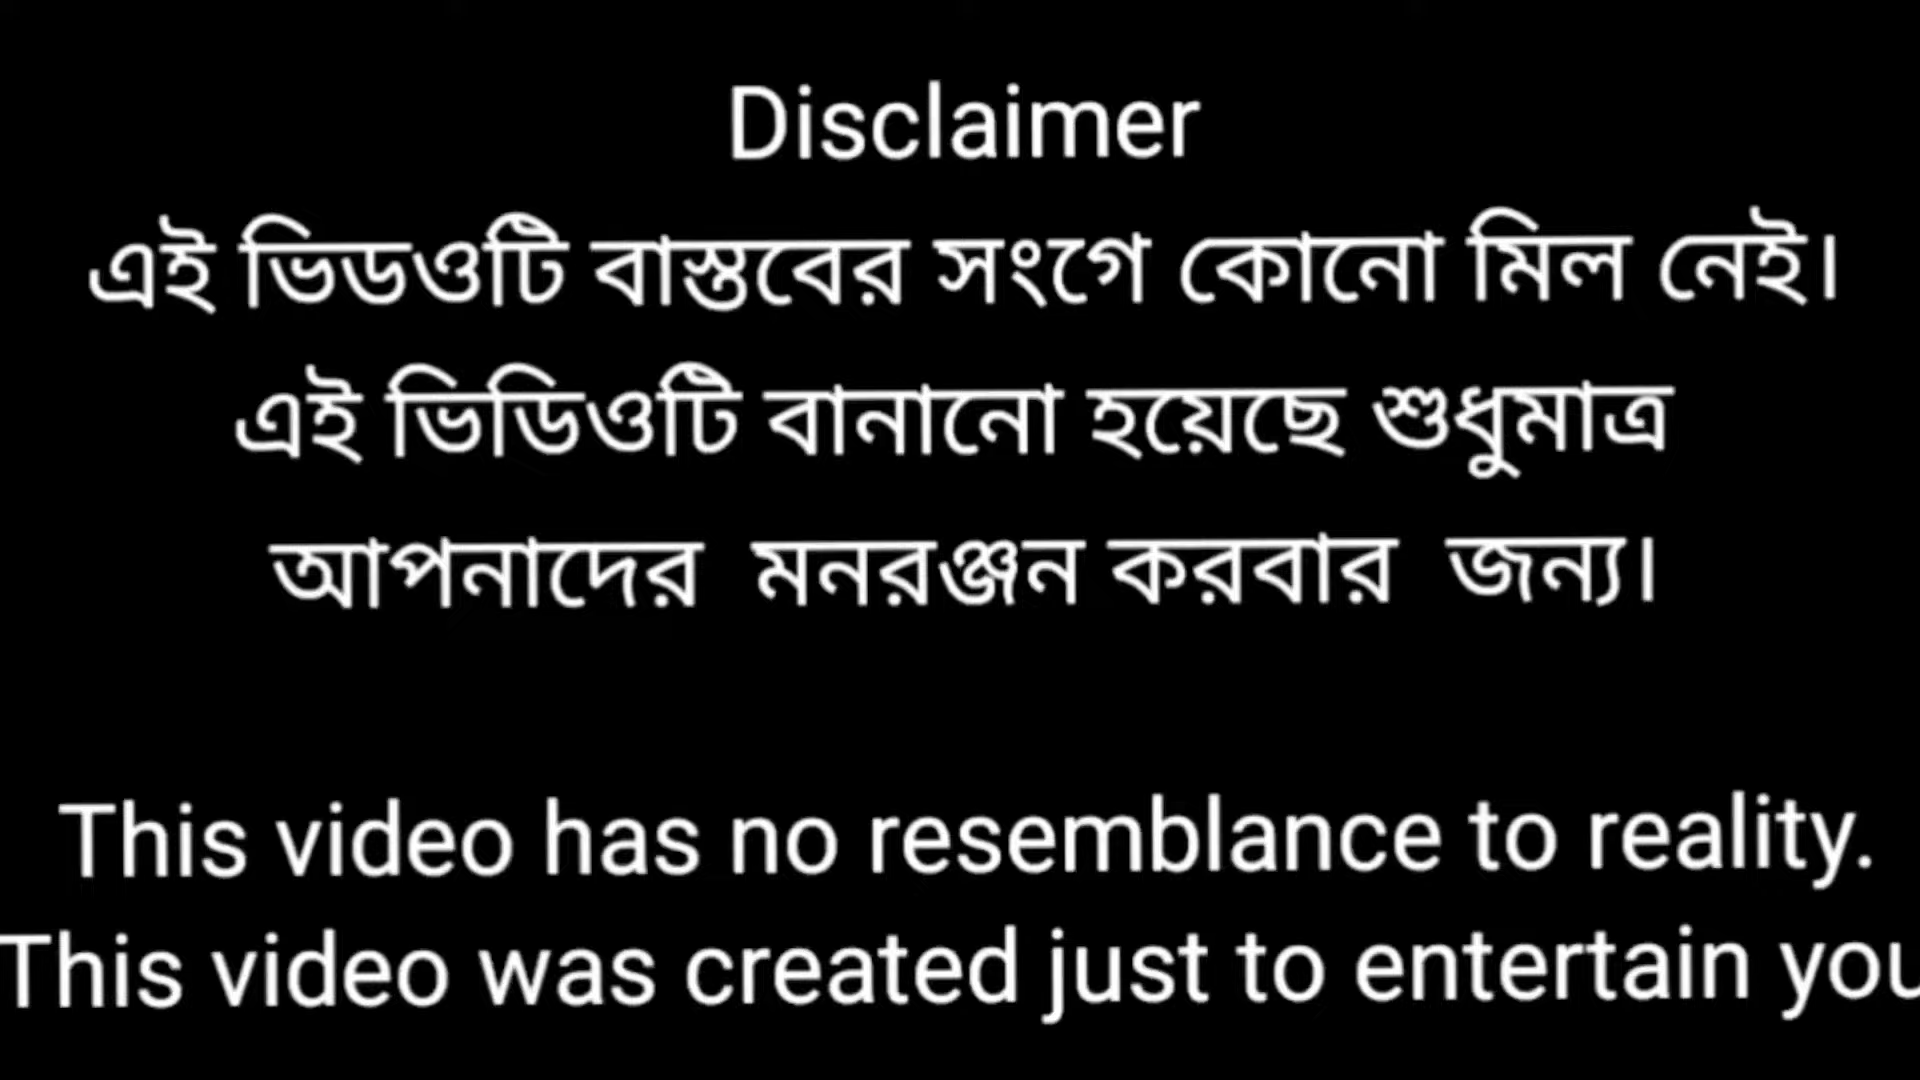 Disclaimer
এই ভিডওটি বাস্তবের সংগে কোনো মিল নেই।
এই ভিডিওটি বানানো হয়েছে শুধুমাত্র
আপনাদের মনরঞ্জন করবার জন্য।
This video has no resemblance to reality.
This video was created just to entertain you